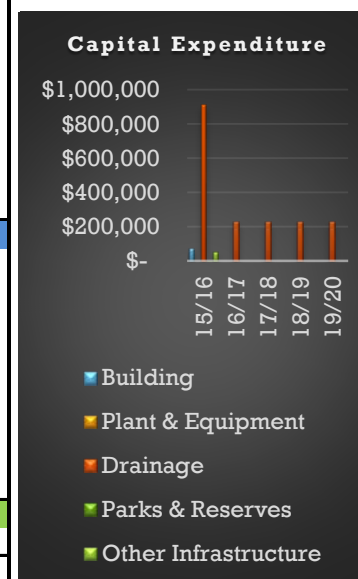 Capital Expenditure
$1,000,000
$800,000
$600,000
$400,000
$200,000
$-
15/16
16/17
17/18
18/19
19/20
Building
Plant & Equipment
Drainage
Parks & Reserves
Other Infrastructure